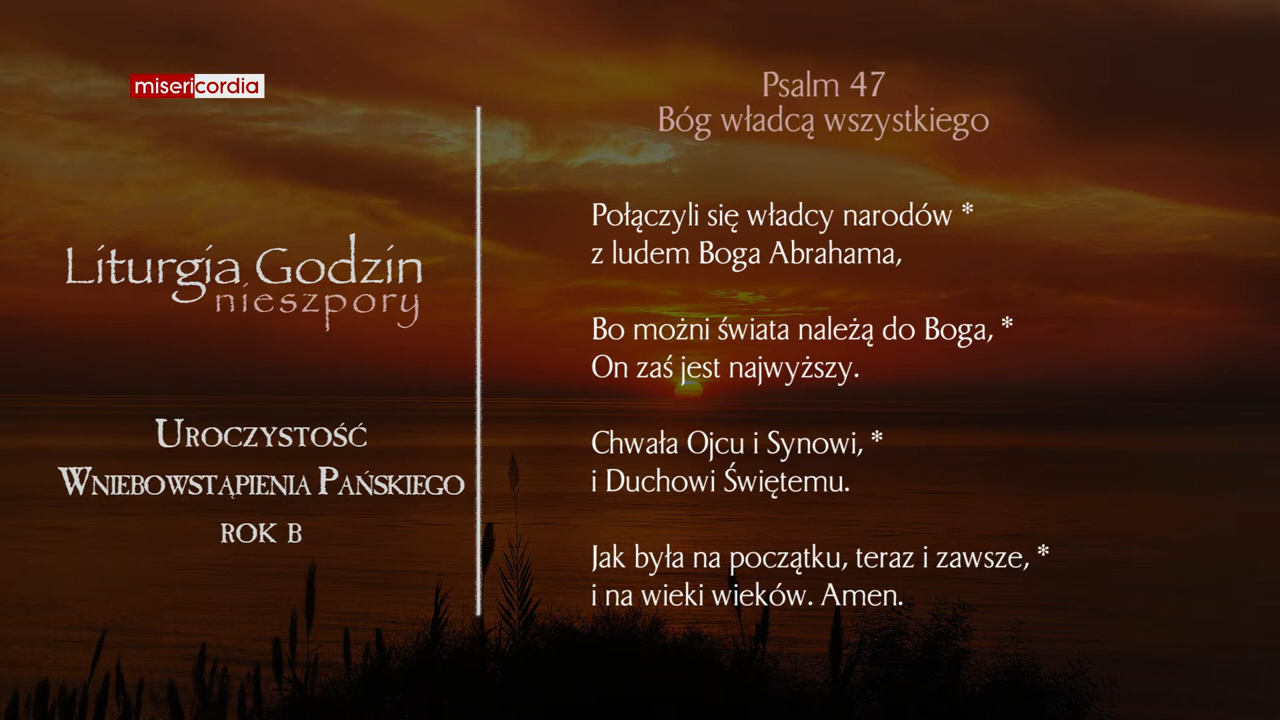 misericordia
Liturgia Godzin
nieszpory
Uroczystość
Wniebowstąpienia Pańskiego
rok B
Psalm 47
Bóg władcą wszystkiego
Połączyli się władcy narodów *
z ludem Boga Abrahama,
Bo możni świata należą do Boga, *
On zaś jest najwyższy.
Chwała Ojcu i Synowi, *
i Duchowi Świętemu.
Jak była na początku, teraz i zawsze, *
i na wieki wieków. Amen.